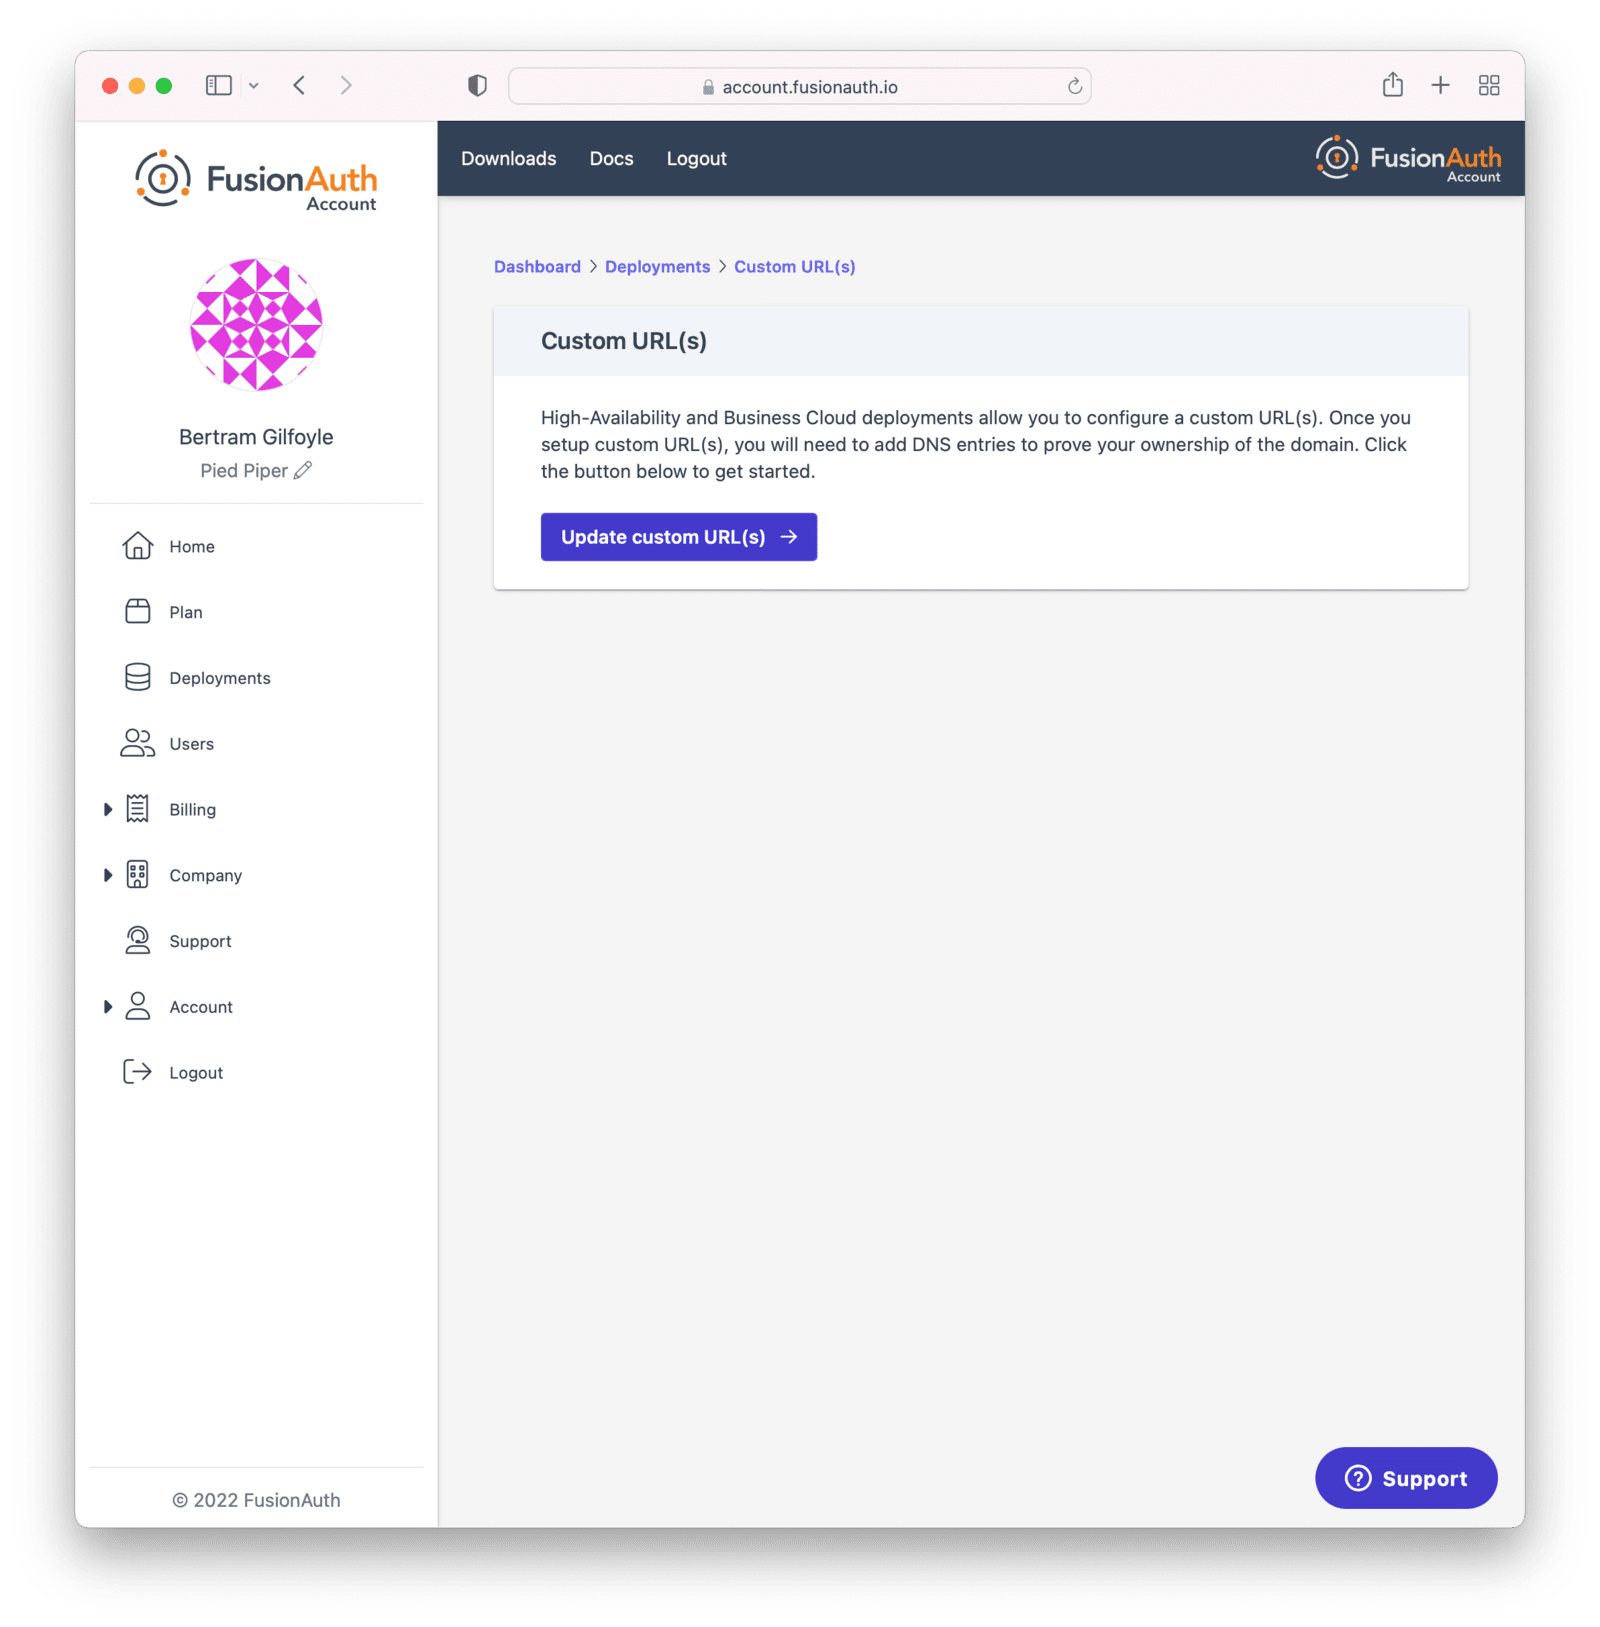 account.fusionauth.io
FusionAuth
Account
Downloads Docs Logout
FusionAuth
Account
Bertram Gilfoyle
Pied Piper
Home
Plan
Deployments
Users
Billing
Company
Support
Account
Logout
© 2022 FusionAuth
Dashboard > Deployments > Custom URL(s)
Custom URL(s)
High-Availability and Business Cloud deployments allow you to configure a custom URL(s). Once you
setup custom URL(s), you will need to add DNS entries to prove your ownership of the domain. Click
the button below to get started.
Update custom URL(s) →
? Support